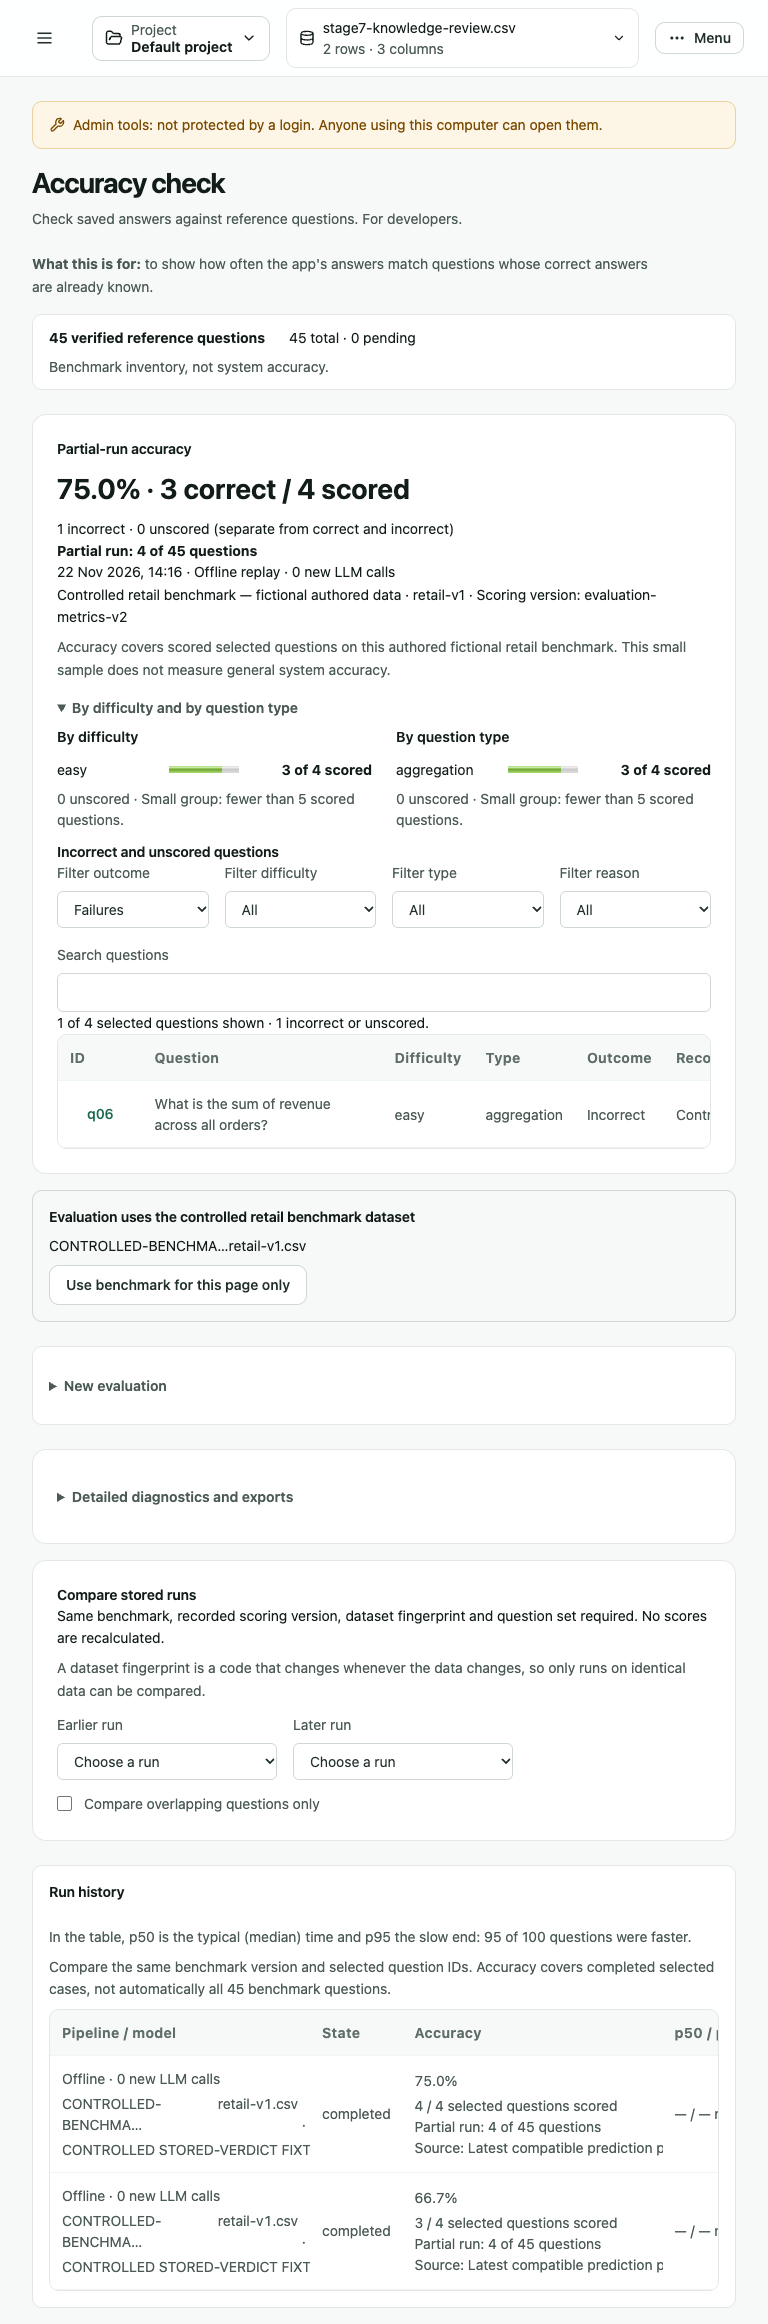 Project
Default project
stage7-knowledge-review.csv
2 rows · 3 columns
Menu
Admin tools: not protected by a login. Anyone using this computer can open them.
Accuracy check
Check saved answers against reference questions. For developers.
What this is for: to show how often the app's answers match questions whose correct answers
are already known.
45 verified reference questions 45 total · 0 pending
Benchmark inventory, not system accuracy.
Partial-run accuracy
75.0% · 3 correct / 4 scored
1 incorrect · 0 unscored (separate from correct and incorrect)
Partial run: 4 of 45 questions
22 Nov 2026, 14:16 · Offline replay · 0 new LLM calls
Controlled retail benchmark — fictional authored data · retail-v1 · Scoring version: evaluation-
metrics-v2
Accuracy covers scored selected questions on this authored fictional retail benchmark. This small
sample does not measure general system accuracy.
▼ By difficulty and by question type
By difficulty By question type
easy 3 of 4 scored aggregation 3 of 4 scored
0 unscored · Small group: fewer than 5 scored
questions.
0 unscored · Small group: fewer than 5 scored
questions.
Incorrect and unscored questions
Filter outcome Filter difficulty Filter type Filter reason
Failures All All All
Search questions
1 of 4 selected questions shown · 1 incorrect or unscored.
ID Question Difficulty Type Outcome Reco
q06 What is the sum of revenue
across all orders? easy aggregation Incorrect Contr
Evaluation uses the controlled retail benchmark dataset
CONTROLLED-BENCHMA...retail-v1.csv
Use benchmark for this page only
▶ New evaluation
▶ Detailed diagnostics and exports
Compare stored runs
Same benchmark, recorded scoring version, dataset fingerprint and question set required. No scores
are recalculated.
A dataset fingerprint is a code that changes whenever the data changes, so only runs on identical
data can be compared.
Earlier run Later run
Choose a run Choose a run
Compare overlapping questions only
Run history
In the table, p50 is the typical (median) time and p95 the slow end: 95 of 100 questions were faster.
Compare the same benchmark version and selected question IDs. Accuracy covers completed selected
cases, not automatically all 45 benchmark questions.
Pipeline / model State Accuracy p50 /
Offline · 0 new LLM calls
CONTROLLED-
BENCHMA... retail-v1.csv ·
CONTROLLED STORED-VERDICT FIXT
completed
75.0%
4 / 4 selected questions scored
Partial run: 4 of 45 questions
Source: Latest compatible prediction p
— / —
Offline · 0 new LLM calls
CONTROLLED-
BENCHMA... retail-v1.csv ·
CONTROLLED STORED-VERDICT FIXT
completed
66.7%
3 / 4 selected questions scored
Partial run: 4 of 45 questions
Source: Latest compatible prediction p
— / —